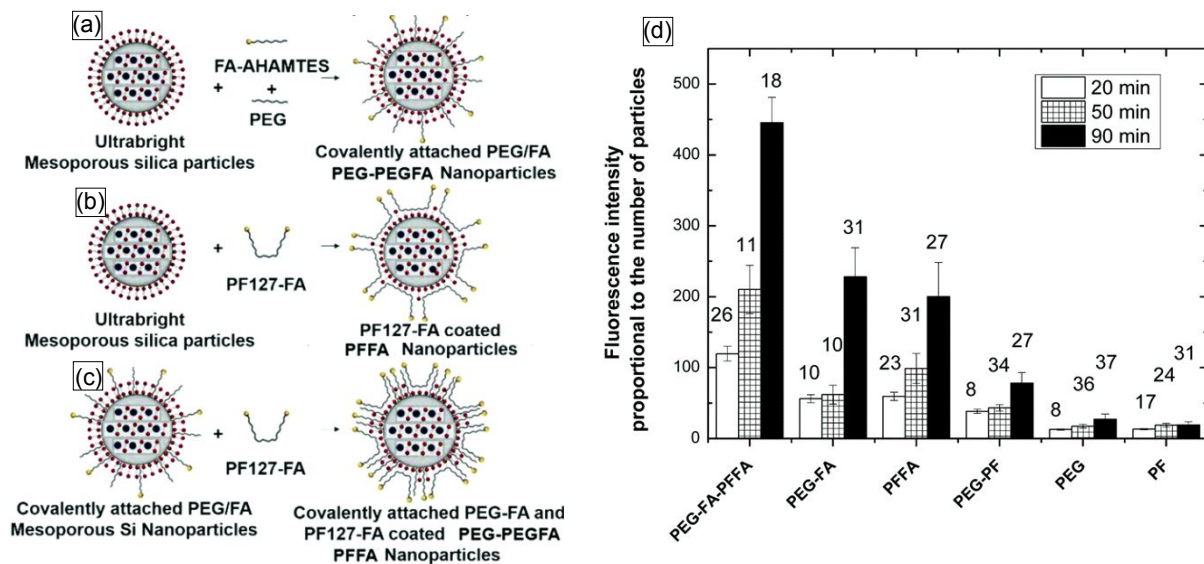 (a)
FA-AHAMTES
+ +
PEG
Ultrabright
Mesoporous silica particles
Covalently attached PEG/FA
PEG-PEGFA Nanoparticles
(b)
+
PF127-FA
Ultrabright
Mesoporous silica particles
PF127-FA coated
PFFA Nanoparticles
(c)
+
PF127-FA
Covalently attached PEG/FA
Mesoporous Si Nanoparticles
Covalently attached PEG-FA and
PF127-FA coated PEG-PEGFA
PFFA Nanoparticles
(d)
Fluorescence intensity
proportional to the number of particles
500
400
300
200
100
0
20 min
50 min
90 min
26 11 18
10 10 31
23 31 27
8 34 27
8 36 37
17 24 31
PEG-FA-PFFA
PEG-FA
PFFA
PEG-PF
PEG
PF